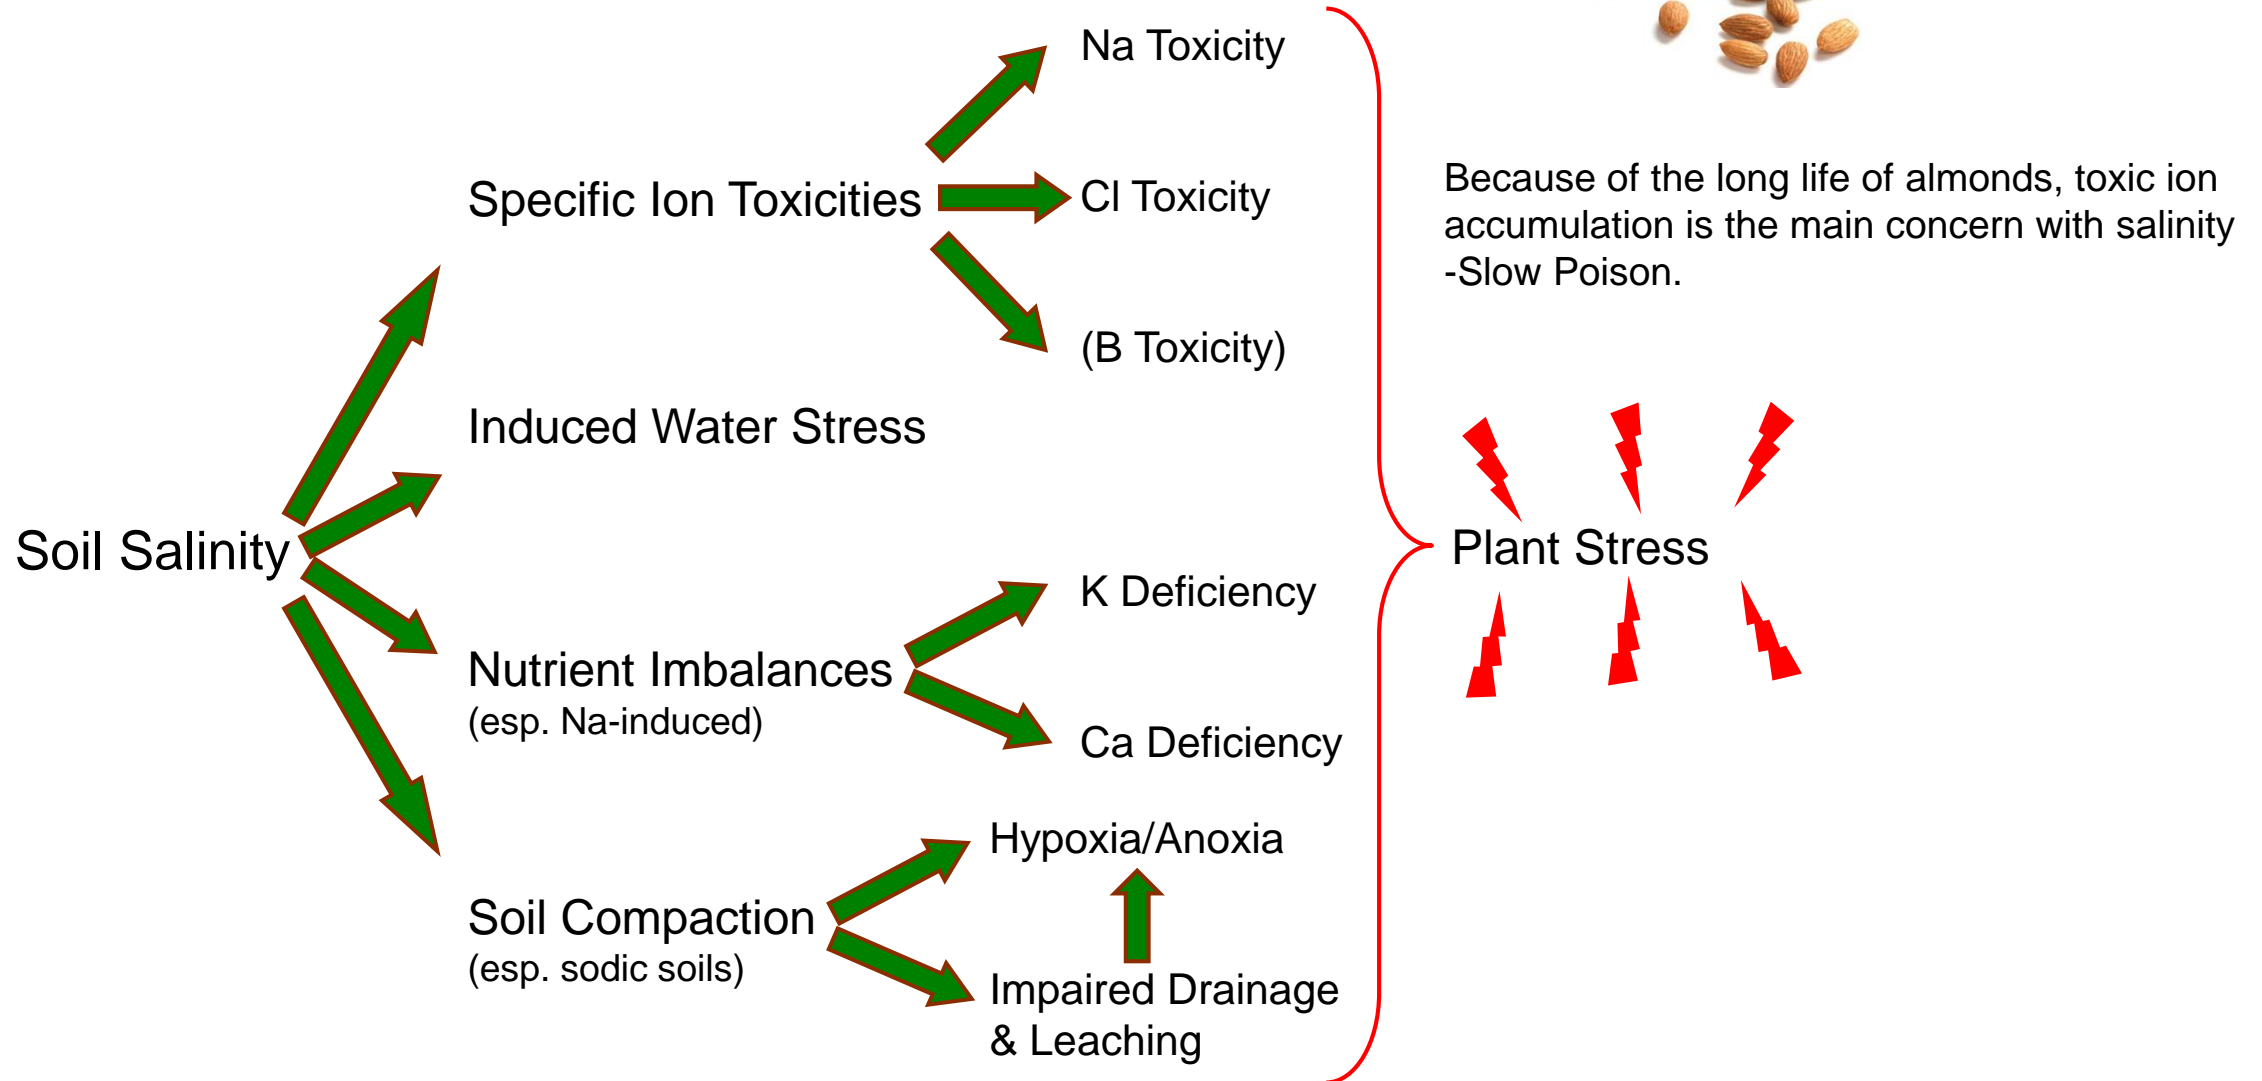 Na Toxicity
Specific Ion Toxicities
Cl Toxicity
(B Toxicity)
Because of the long life of almonds, toxic ion
accumulation is the main concern with salinity
-Slow Poison.
Induced Water Stress
Soil Salinity
Plant Stress
K Deficiency
Nutrient Imbalances
(esp. Na-induced)
Ca Deficiency
Hypoxia/Anoxia
Soil Compaction
(esp. sodic soils)
Impaired Drainage
& Leaching